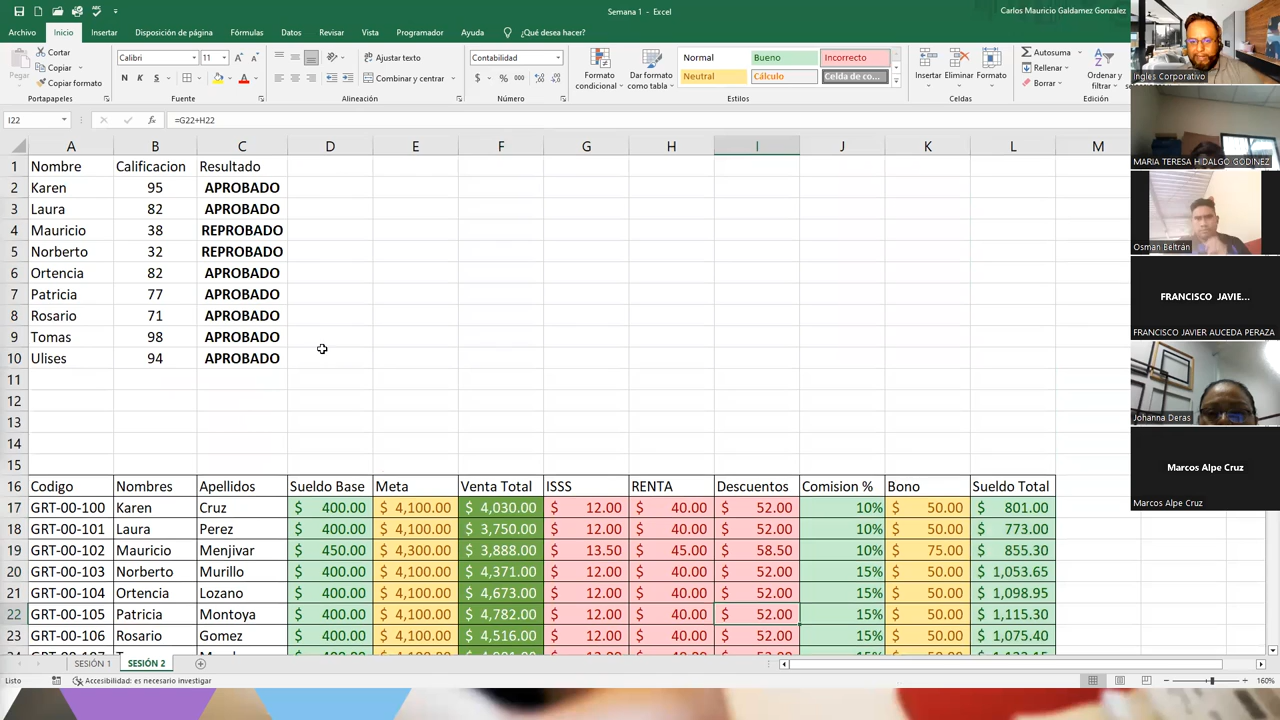 Semana 1 - Excel
Carlos Mauricio Galdamez Gonzalez
Archivo Inicio Insertar Disposición de página Fórmulas Datos Revisar Vista Programador Ayuda ¿Qué desea hacer?
Pegar
Cortar
Copiar
Copiar formato
Portapapeles
Calibri 11
N K S
Fuente
Ajustar texto
Combinar y centrar
Alineación
Contabilidad
$ % 000
Número
Formato condicional
Dar formato como tabla
Normal Bueno Incorrecto
Neutral Cálculo Celda de co...
Estilos
Insertar Eliminar Formato
Celdas
Autosuma
Rellenar
Borrar
Ordenar y filtrar
Edición
I22 fx =G22+H22
A B C D E F G H I J K L M
1 Nombre Calificacion Resultado
2 Karen 95 APROBADO
3 Laura 82 APROBADO
4 Mauricio 38 REPROBADO
5 Norberto 32 REPROBADO
6 Ortencia 82 APROBADO
7 Patricia 77 APROBADO
8 Rosario 71 APROBADO
9 Tomas 98 APROBADO
10 Ulises 94 APROBADO
11
12
13
14
15
16 Codigo Nombres Apellidos Sueldo Base Meta Venta Total ISSS RENTA Descuentos Comision % Bono Sueldo Total
17 GRT-00-100 Karen Cruz $ 400.00 $ 4,100.00 $ 4,030.00 $ 12.00 $ 40.00 $ 52.00 10% $ 50.00 $ 801.00
18 GRT-00-101 Laura Perez $ 400.00 $ 4,100.00 $ 3,750.00 $ 12.00 $ 40.00 $ 52.00 10% $ 50.00 $ 773.00
19 GRT-00-102 Mauricio Menjivar $ 450.00 $ 4,300.00 $ 3,888.00 $ 13.50 $ 45.00 $ 58.50 10% $ 75.00 $ 855.30
20 GRT-00-103 Norberto Murillo $ 400.00 $ 4,100.00 $ 4,371.00 $ 12.00 $ 40.00 $ 52.00 15% $ 50.00 $ 1,053.65
21 GRT-00-104 Ortencia Lozano $ 400.00 $ 4,100.00 $ 4,673.00 $ 12.00 $ 40.00 $ 52.00 15% $ 50.00 $ 1,098.95
22 GRT-00-105 Patricia Montoya $ 400.00 $ 4,100.00 $ 4,782.00 $ 12.00 $ 40.00 $ 52.00 15% $ 50.00 $ 1,115.30
23 GRT-00-106 Rosario Gomez $ 400.00 $ 4,100.00 $ 4,516.00 $ 12.00 $ 40.00 $ 52.00 15% $ 50.00 $ 1,075.40
SESIÓN 1 SESIÓN 2
Listo Accesibilidad: es necesario investigar 160%
Ingles Corporativo
MARIA TERESA HIDALGO GODINEZ
Osman Beltrán
FRANCISCO JAVIE...
FRANCISCO JAVIER AUCEDA PERAZA
Johanna Deras
Marcos Alpe Cruz
Marcos Alpe Cruz